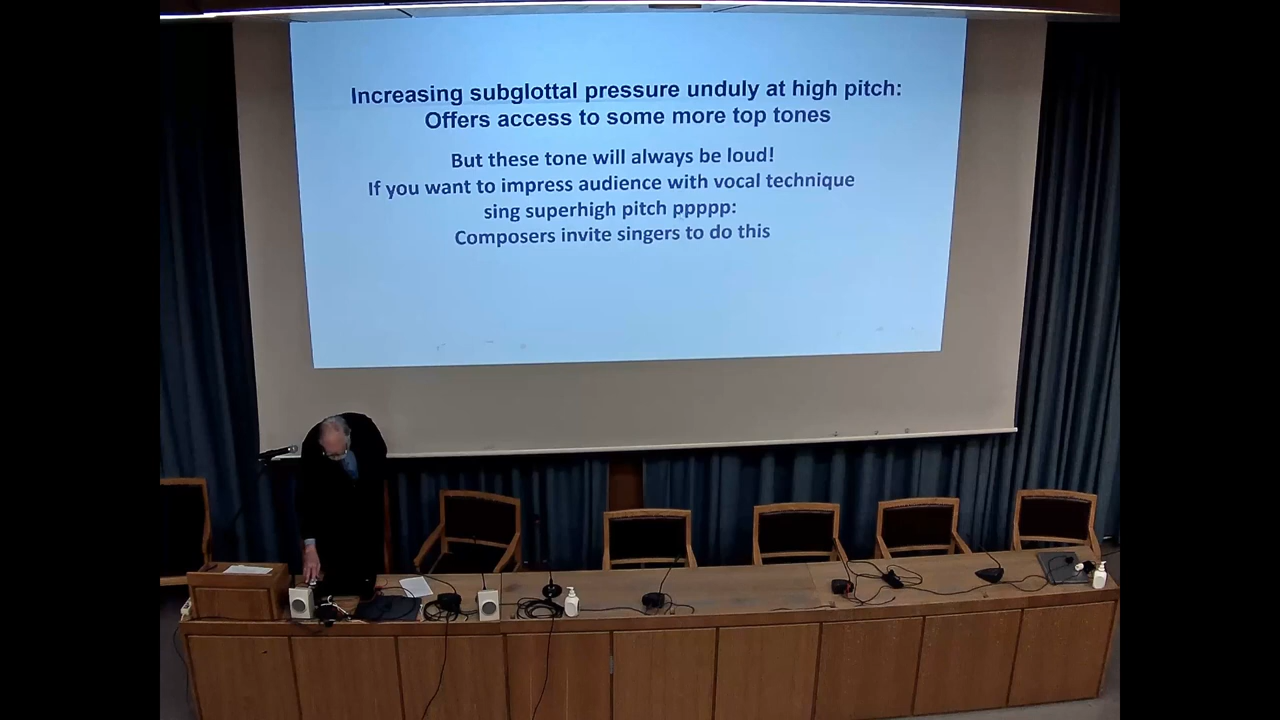 Increasing subglottal pressure unduly at high pitch:
Offers access to some more top tones
But these tone will always be loud!
If you want to impress audience with vocal technique
sing superhigh pitch ppppp:
Composers invite singers to do this